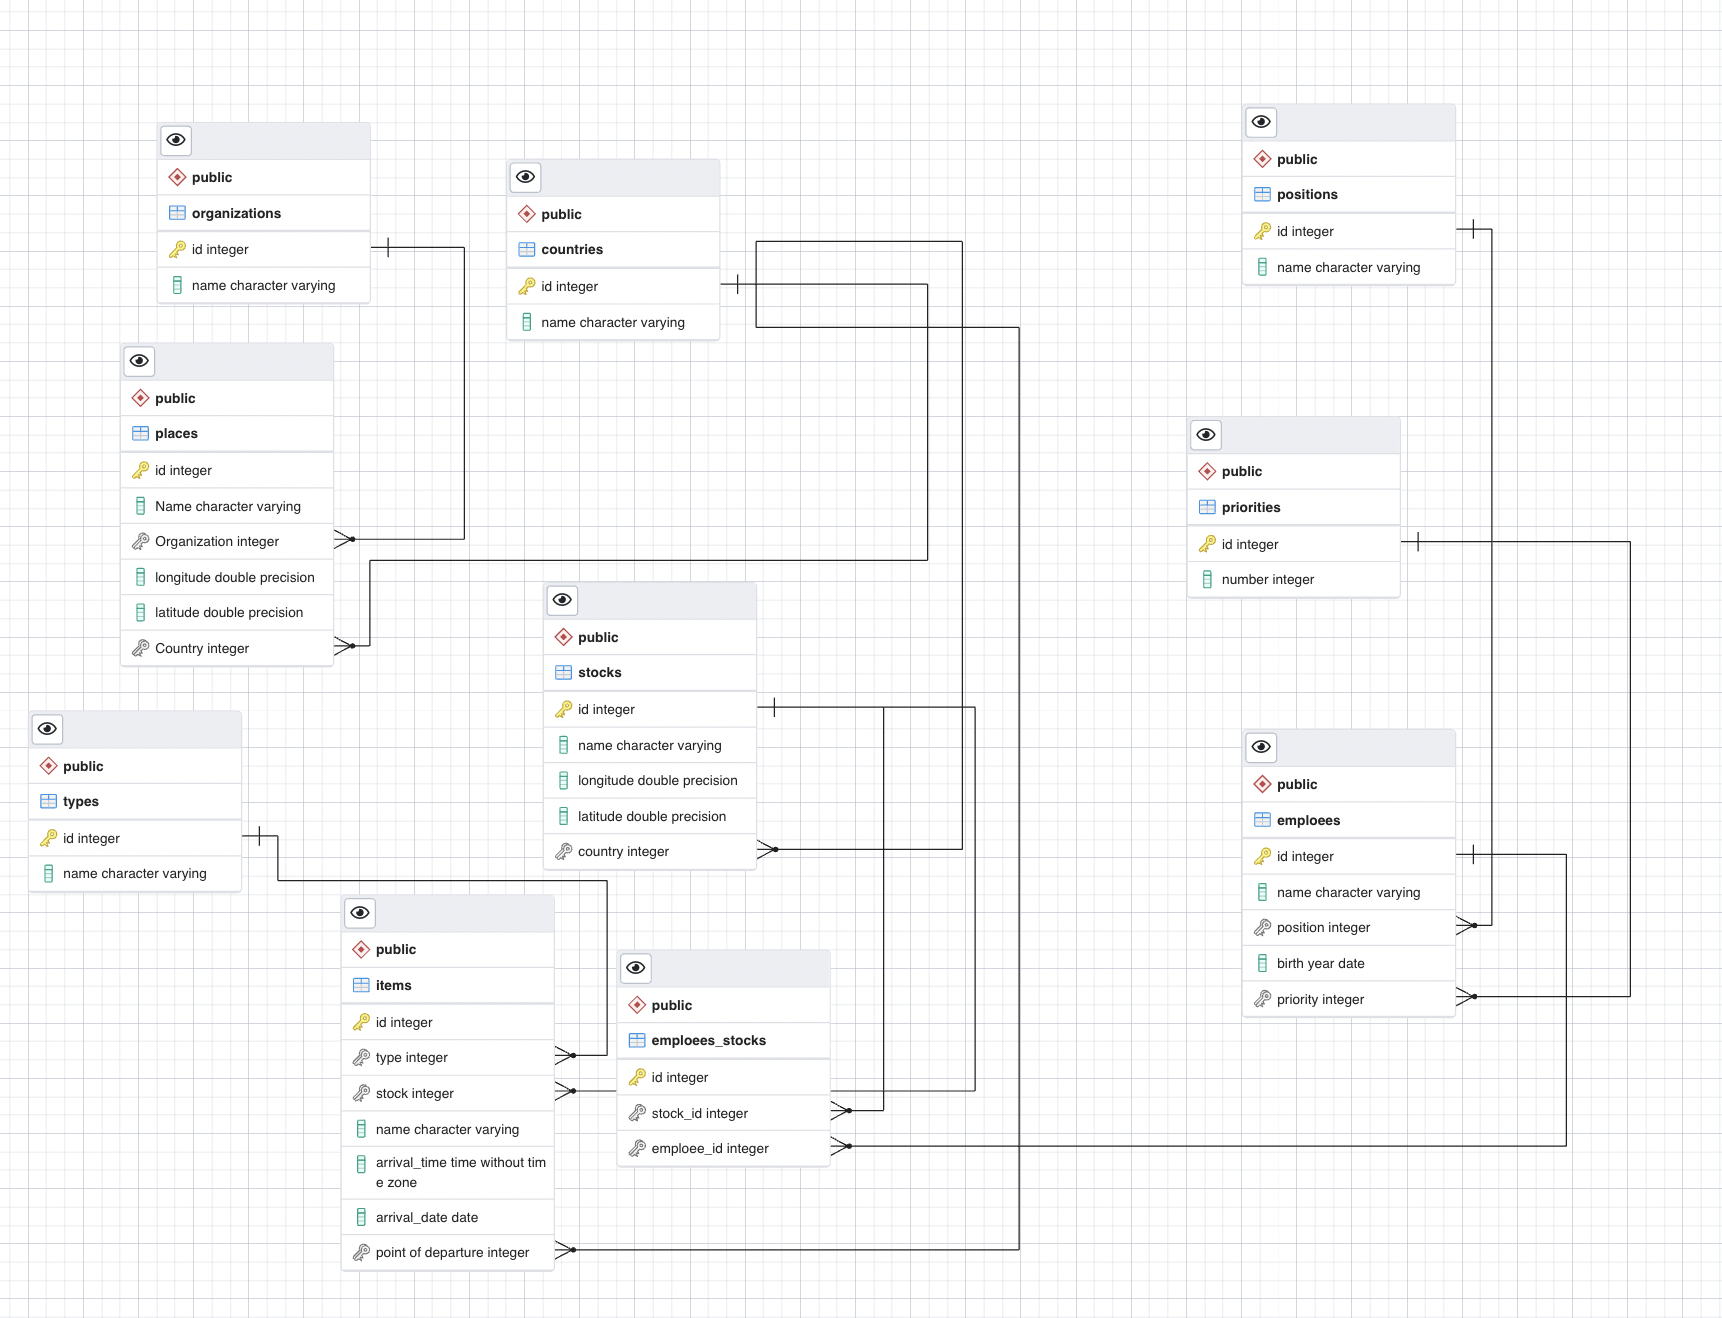 public
organizations
id integer
name character varying
public
countries
id integer
name character varying
public
positions
id integer
name character varying
public
places
id integer
Name character varying
Organization integer
longitude double precision
latitude double precision
Country integer
public
priorities
id integer
number integer
public
stocks
id integer
name character varying
longitude double precision
latitude double precision
country integer
public
types
id integer
name character varying
public
emploees
id integer
name character varying
position integer
birth year date
priority integer
public
items
id integer
type integer
stock integer
name character varying
arrival_time time without tim
e zone
arrival_date date
point of departure integer
public
emploees_stocks
id integer
stock_id integer
emploee_id integer